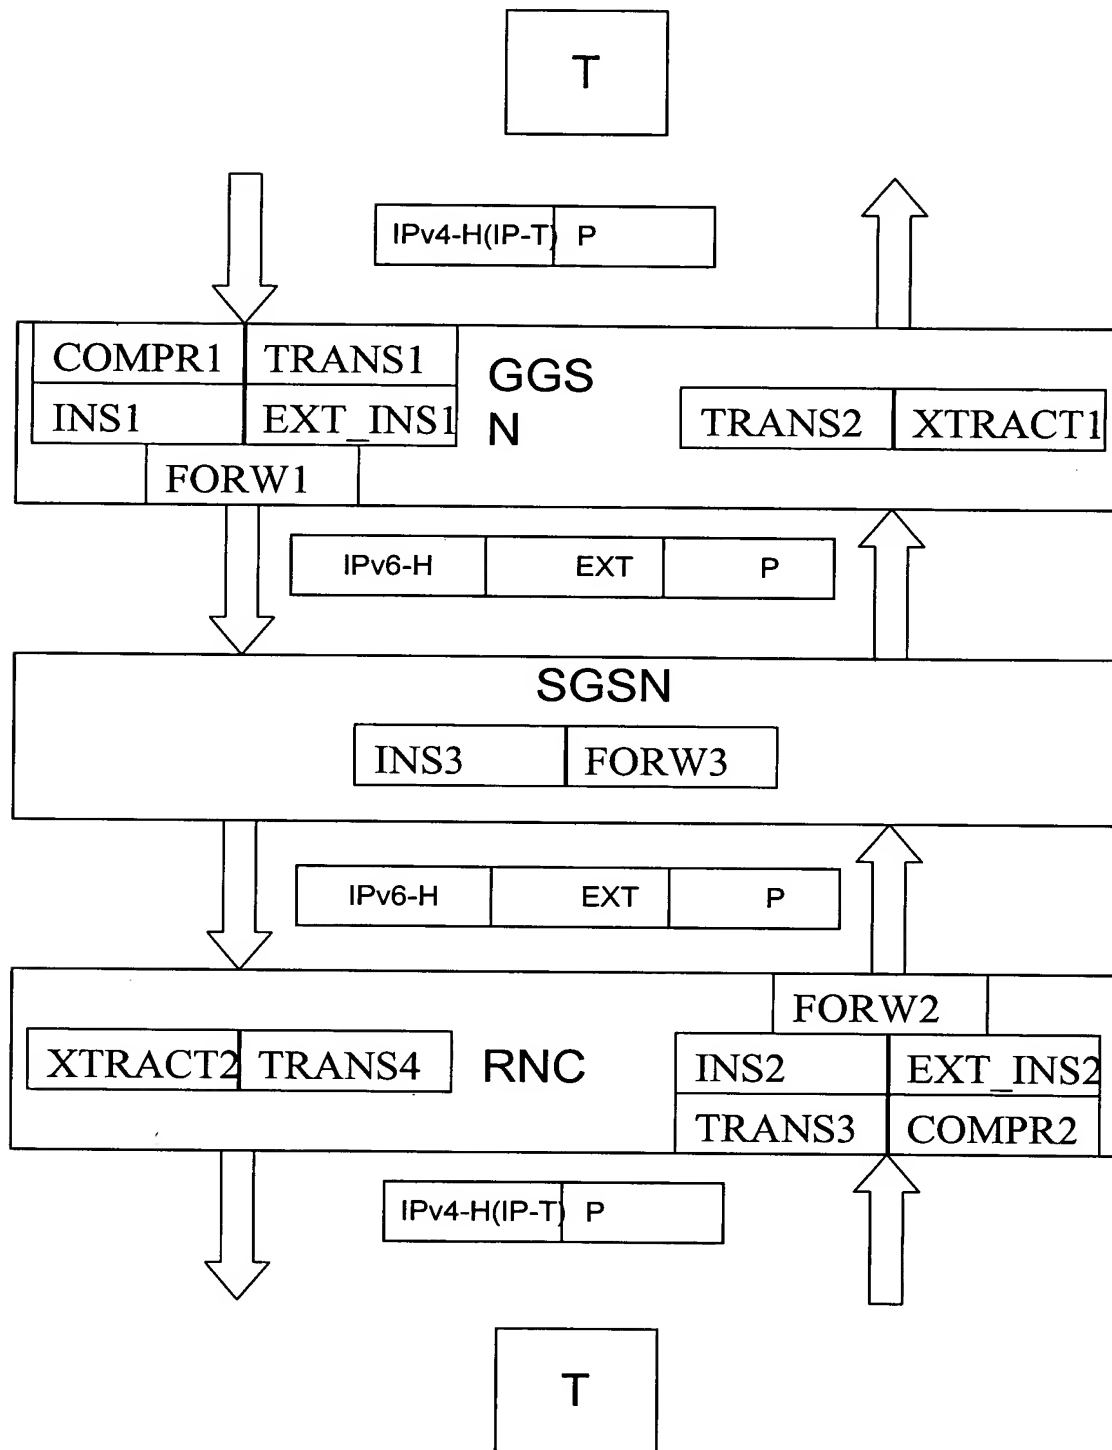 T
IPv4-H(IP-T) P
COMPR1 TRANS1
GGS
N
INS1 EXT_INS1
TRANS2 XTRACT1
FORW1
IPv6-H EXT P
SGSN
INS3 FORW3
IPv6-H EXT P
FORW2
XTRACT2 TRANS4
RNC
INS2 EXT_INS2
TRANS3 COMPR2
IPv4-H(IP-T) P
T